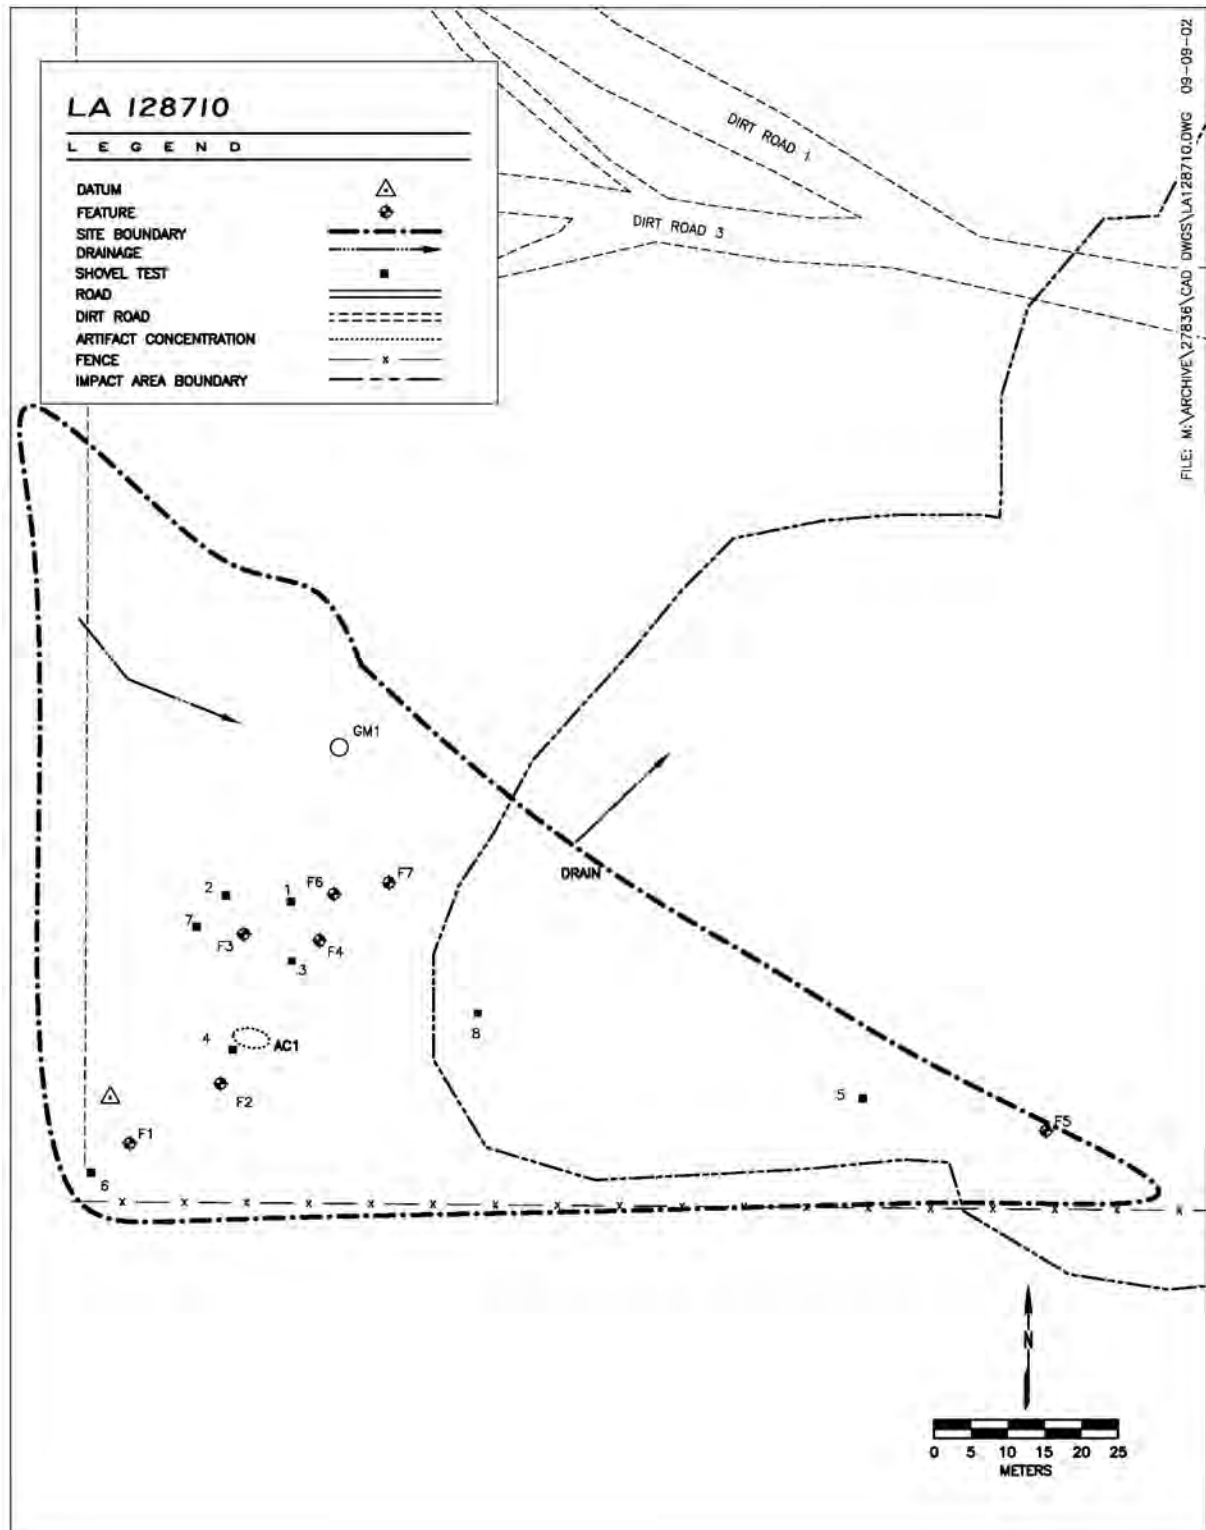 LA 128710
L E G E N D
DATUM
FEATURE
SITE BOUNDARY
DRAINAGE
SHOVEL TEST
ROAD
DIRT ROAD
ARTIFACT CONCENTRATION
FENCE
x
IMPACT AREA BOUNDARY
DIRT ROAD 1
DIRT ROAD 3
FILE: M:\ARCHIVE\27836\CAD DWGS\LA128710.DWG 09-09-02
GM1
DRAIN
F7
F6
2
1
7
F3
F4
3
8
4
AC1
F2
5
F5
F1
6
x x x x x x x x x x x x x x x x x x
N
0 5 10 15 20 25
METERS